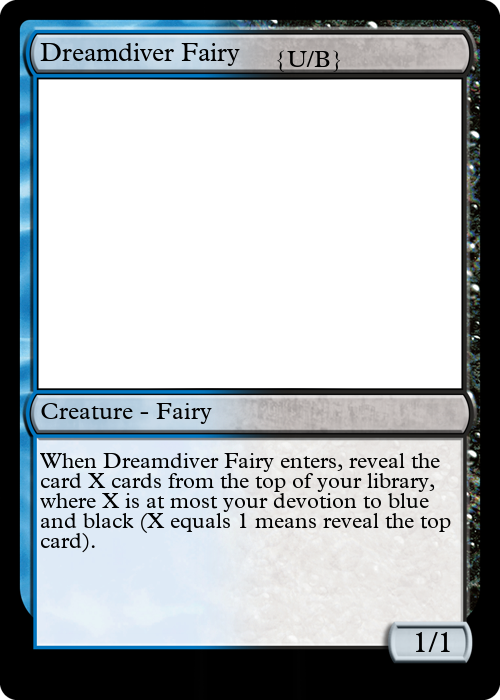 Dreamdiver Fairy {U/B}
Creature - Fairy
When Dreamdiver Fairy enters, reveal the
card X cards from the top of your library,
where X is at most your devotion to blue
and black (X equals 1 means reveal the top
card).
1/1